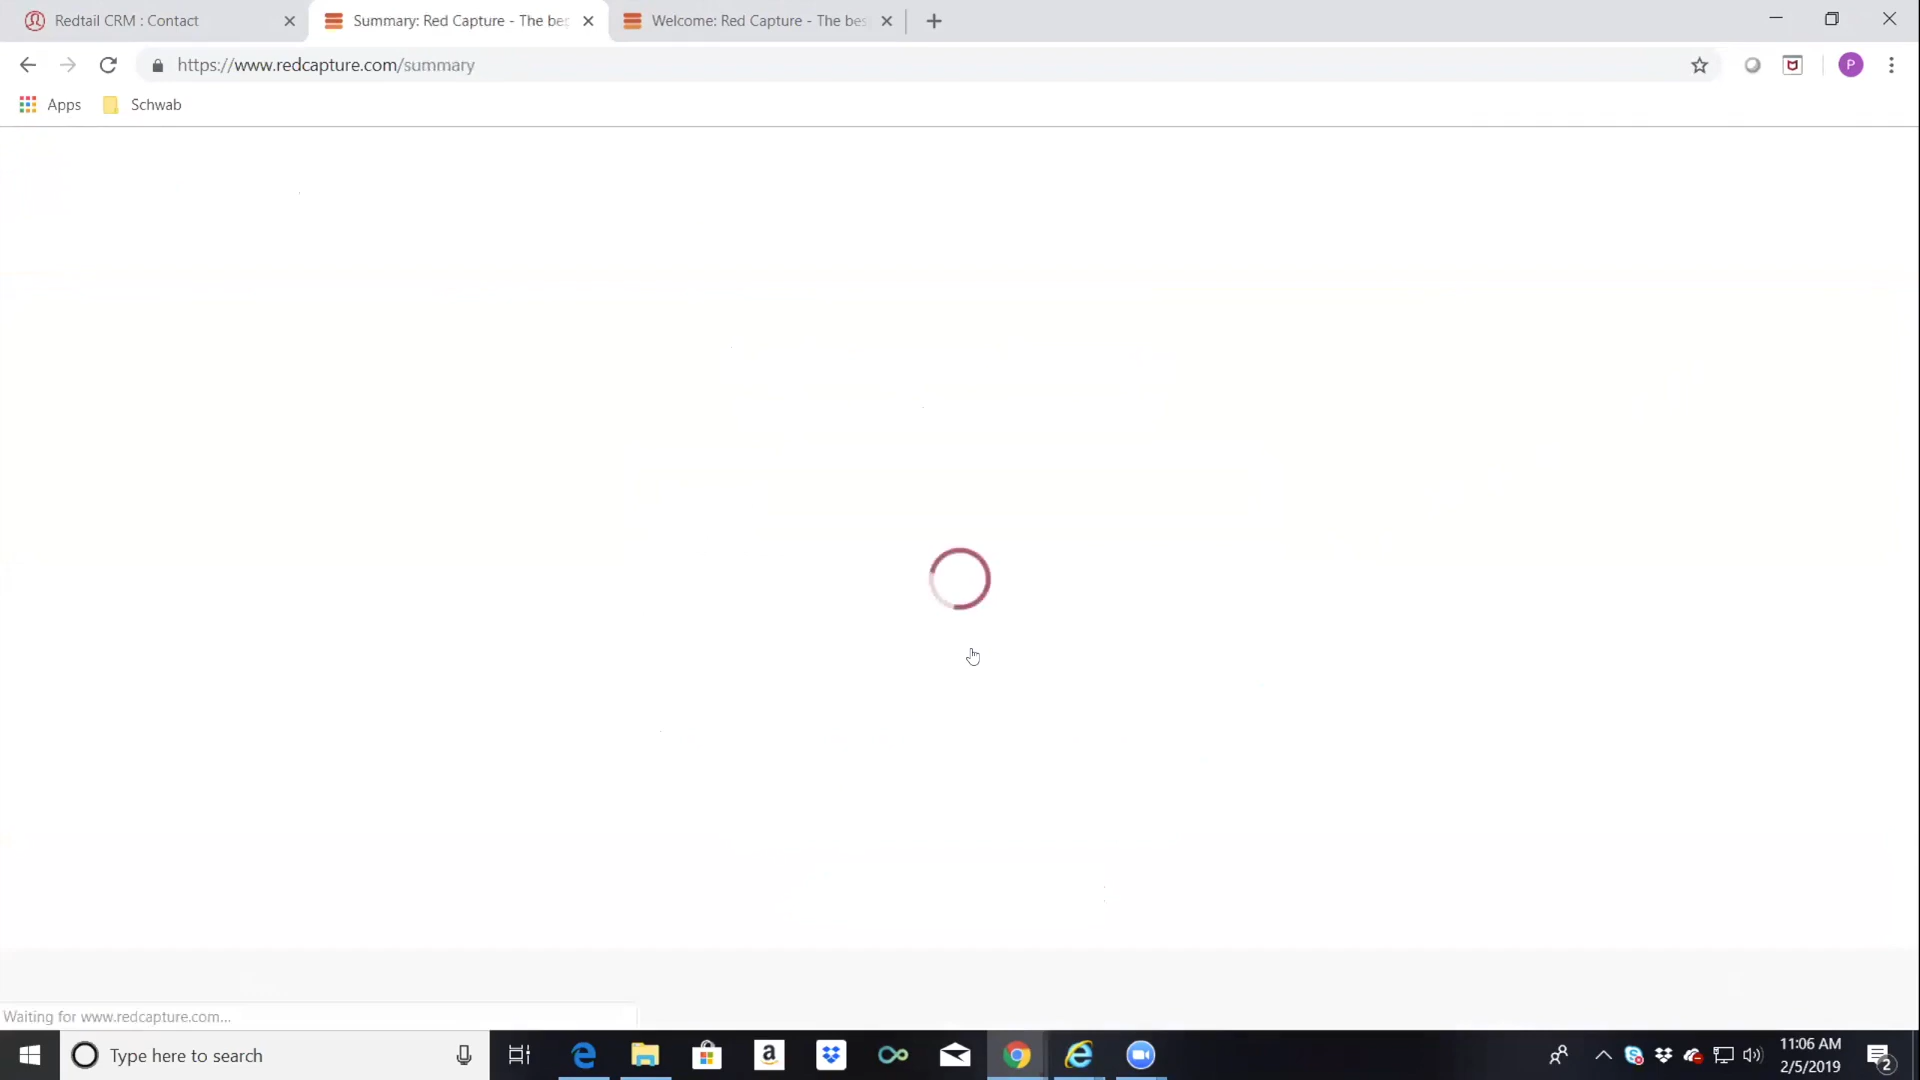 Redtail CRM : Contact
Summary: Red Capture - The be
Welcome: Red Capture - The bes
https://www.redcapture.com/summary
P
Apps
Schwab
Waiting for www.redcapture.com...
Type here to search
a
11:06 AM
2/5/2019
2